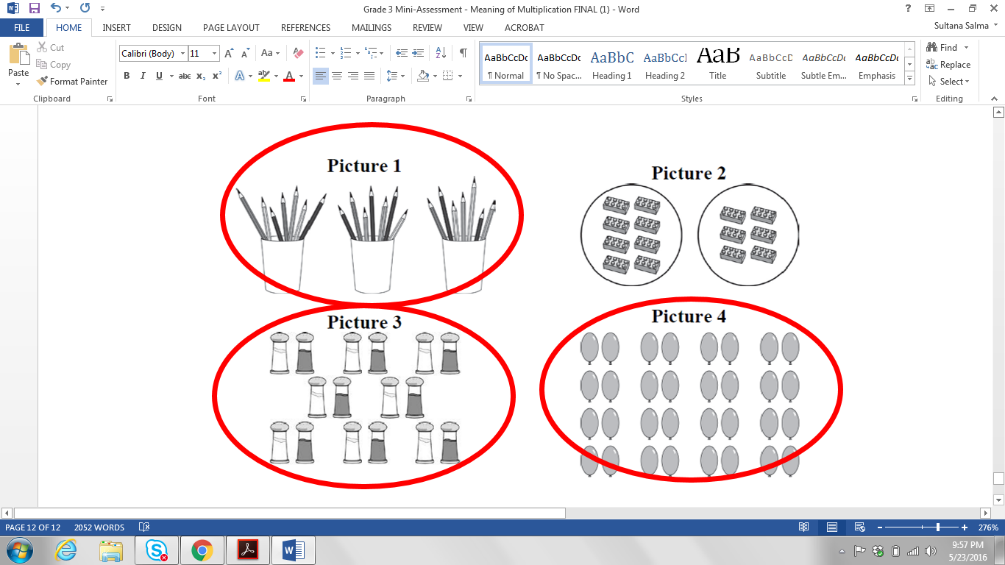 Grade 3 Mini-Assessment - Meaning of Multiplication FINAL (1) - Word
Sultana Salma
FILE HOME INSERT DESIGN PAGE LAYOUT REFERENCES MAILINGS REVIEW VIEW ACROBAT
Paste
Cut
Copy
Format Painter
Clipboard
Calibri (Body) 11
Font
Paragraph
AaBbCcDc AaBbCcDc AaBbC AaBbCcl AaB AaBbCcC AaBbCcDt AaBbCcDt
¶ Normal ¶ No Spac... Heading 1 Heading 2 Title Subtitle Subtle Em... Emphasis
Styles
Find
Replace
Select
Editing
Picture 1
Picture 2
Picture 3
Picture 4
PAGE 12 OF 12 2052 WORDS
276%
9:57 PM
5/23/2016